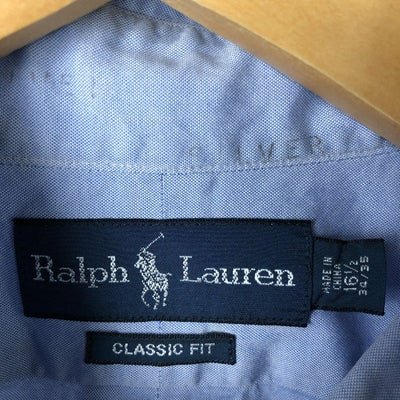 Ralph Lauren
MADE IN
CHINA
16½
34/35
CLASSIC FIT